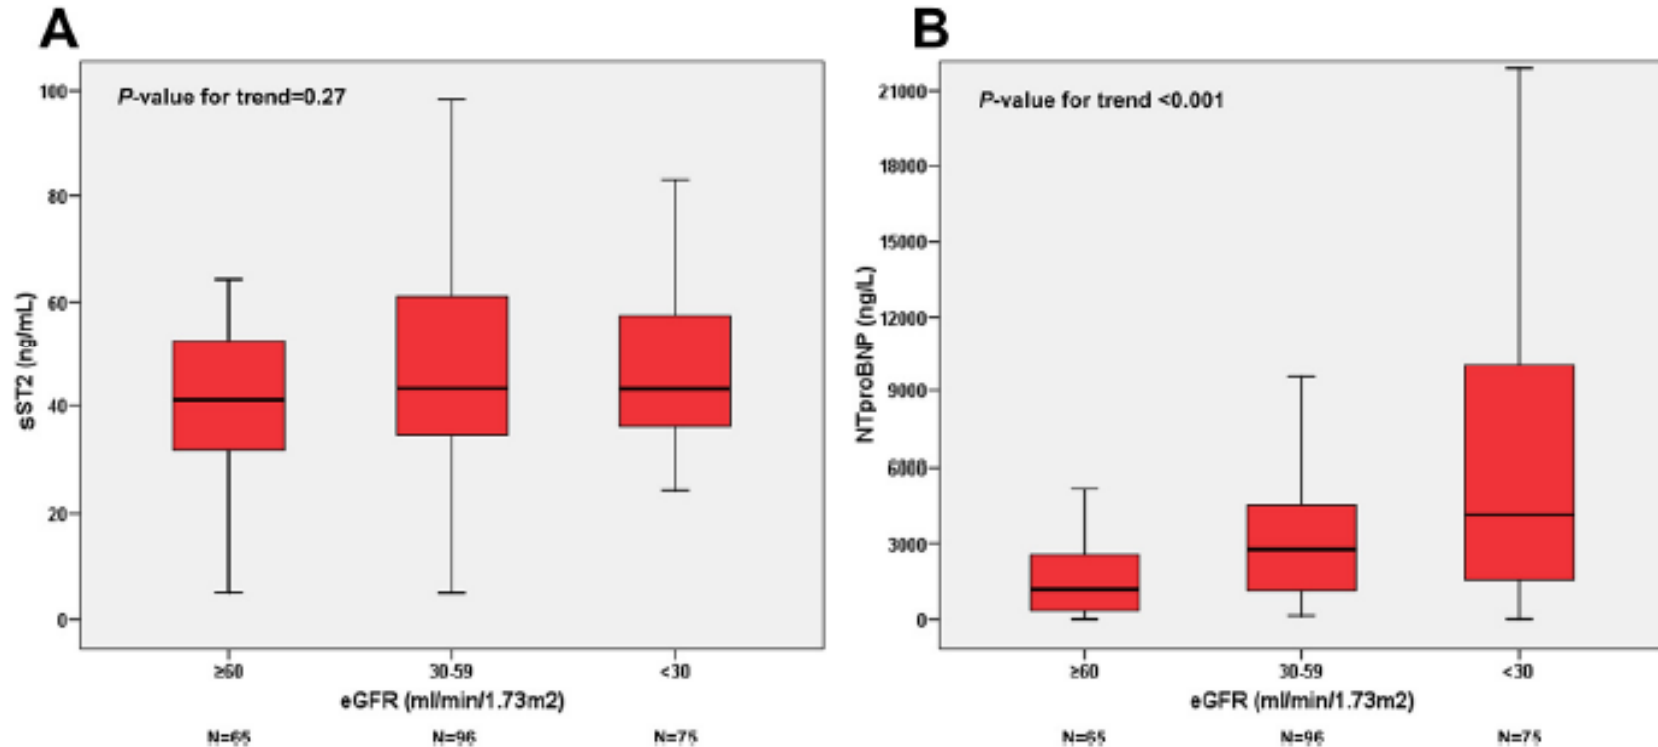 A
P-value for trend=0.27
100
80
60
40
20
0
sST2 (ng/mL)
≥60
30-59
<30
eGFR (ml/min/1.73m2)
N=65
N=96
N=75
B
P-value for trend <0.001
21000
18000
15000
12000
9000
6000
3000
0
NTproBNP (ng/L)
≥60
30-59
<30
eGFR (ml/min/1.73m2)
N=65
N=96
N=75